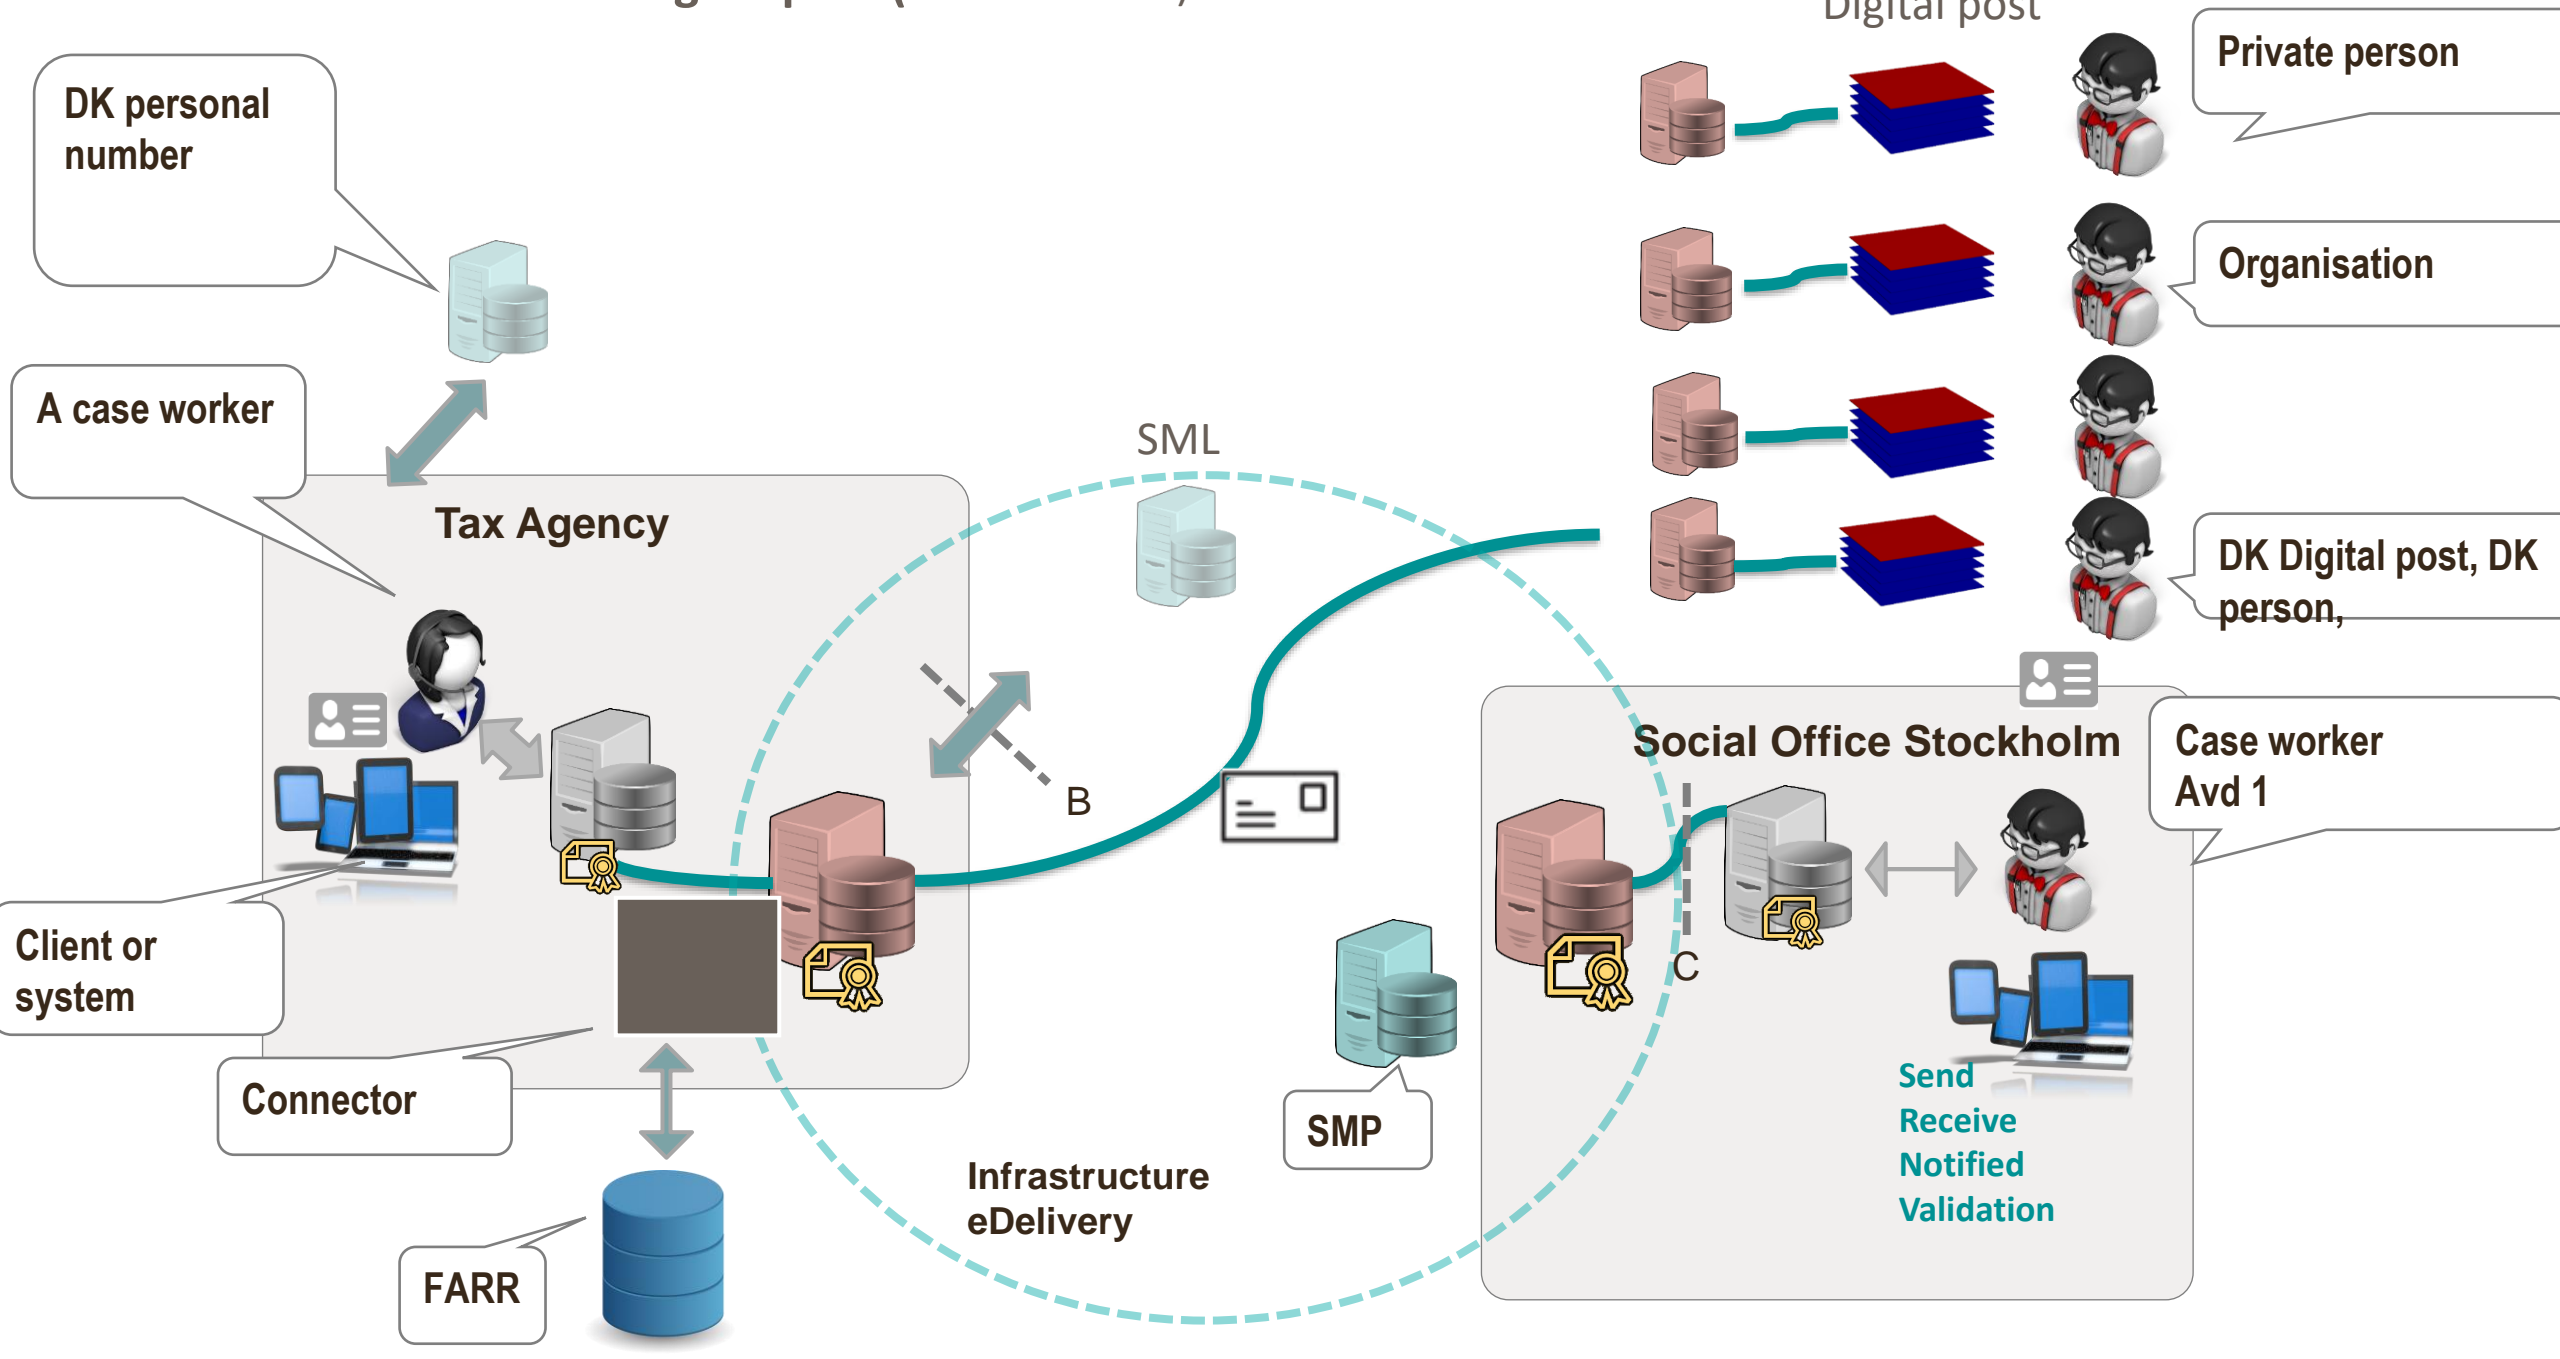 Digital post
Private person
DK personal
number
Organisation
A case worker
SML
Tax Agency
DK Digital post, DK
person,
Social Office Stockholm
Case worker
Avd 1
B
Client or
system
C
Connector
SMP
Send
Receive
Notified
Validation
Infrastructure
eDelivery
FARR